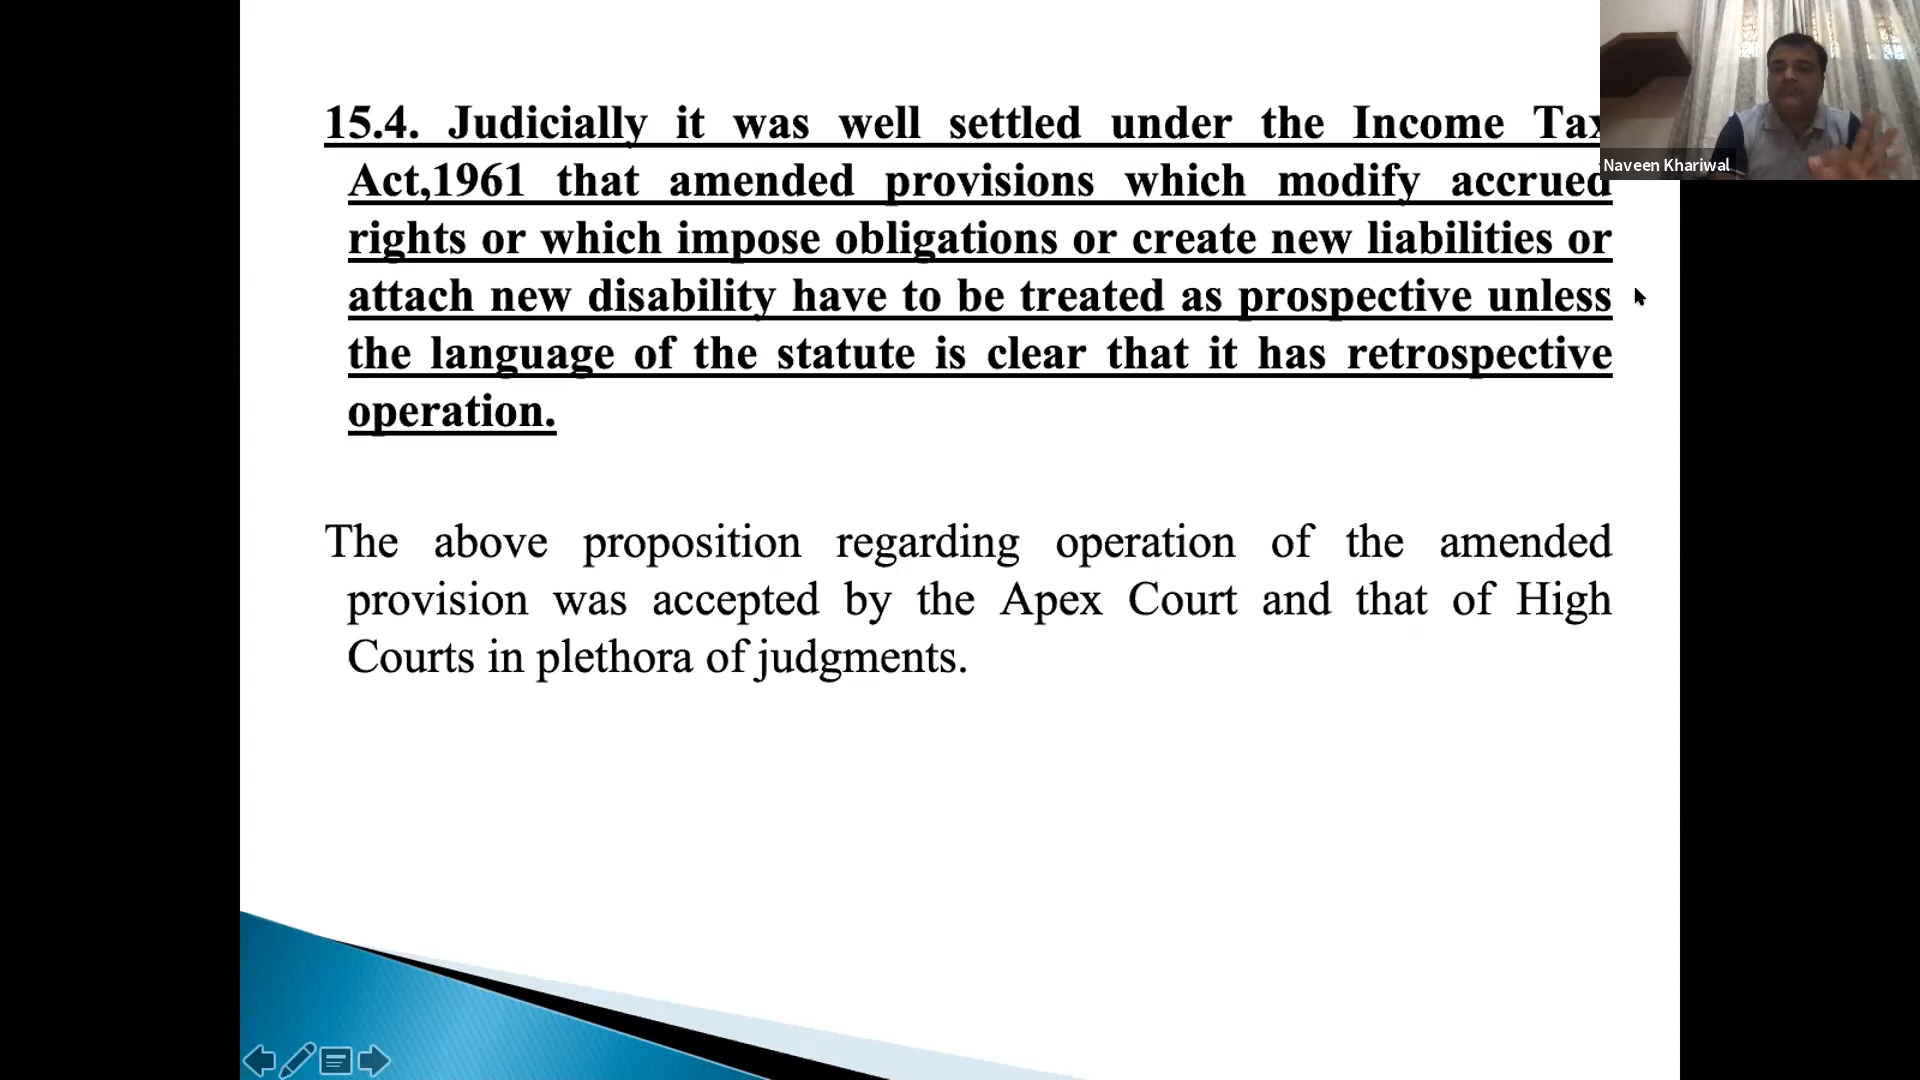 15.4. Judicially it was well settled under the Income Tax
Act,1961 that amended provisions which modify accrued
rights or which impose obligations or create new liabilities or
attach new disability have to be treated as prospective unless
the language of the statute is clear that it has retrospective
operation.
The above proposition regarding operation of the amended
provision was accepted by the Apex Court and that of High
Courts in plethora of judgments.
Naveen Khariwal